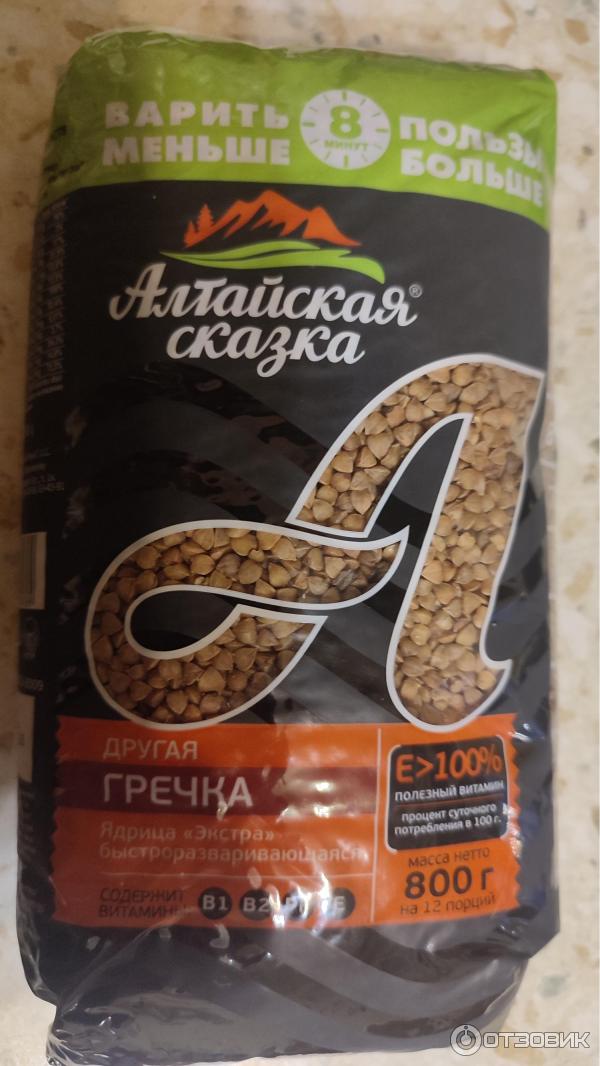 ВАРИТЬ
МЕНЬШЕ
8
МИНУТ
ПОЛЬЗЫ
БОЛЬШЕ
Алтайская®
сказка
ДРУГАЯ
ГРЕЧКА
Ядрица «Экстра»
быстроразваривающаяся
СОДЕРЖИТ
ВИТАМИНЫ:
B1 B2 E
E>100%
ПОЛЕЗНЫЙ ВИТАМИН
процент суточного
потребления в 100 г.
масса нетто
800 г
на 12 порций
ОТЗОВИК